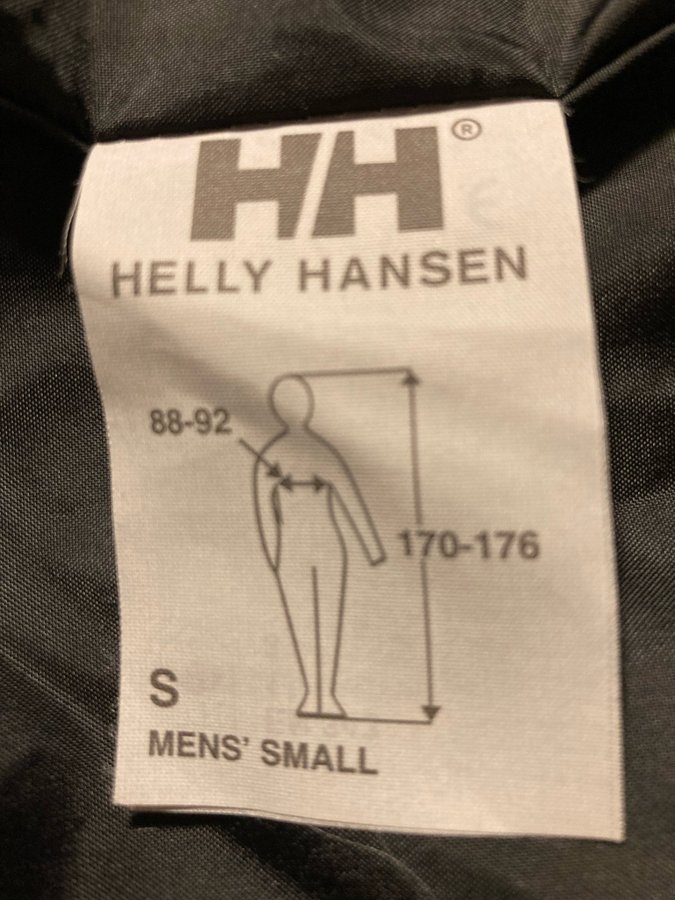 HH®
HELLY HANSEN
88-92
170-176
S
MENS' SMALL